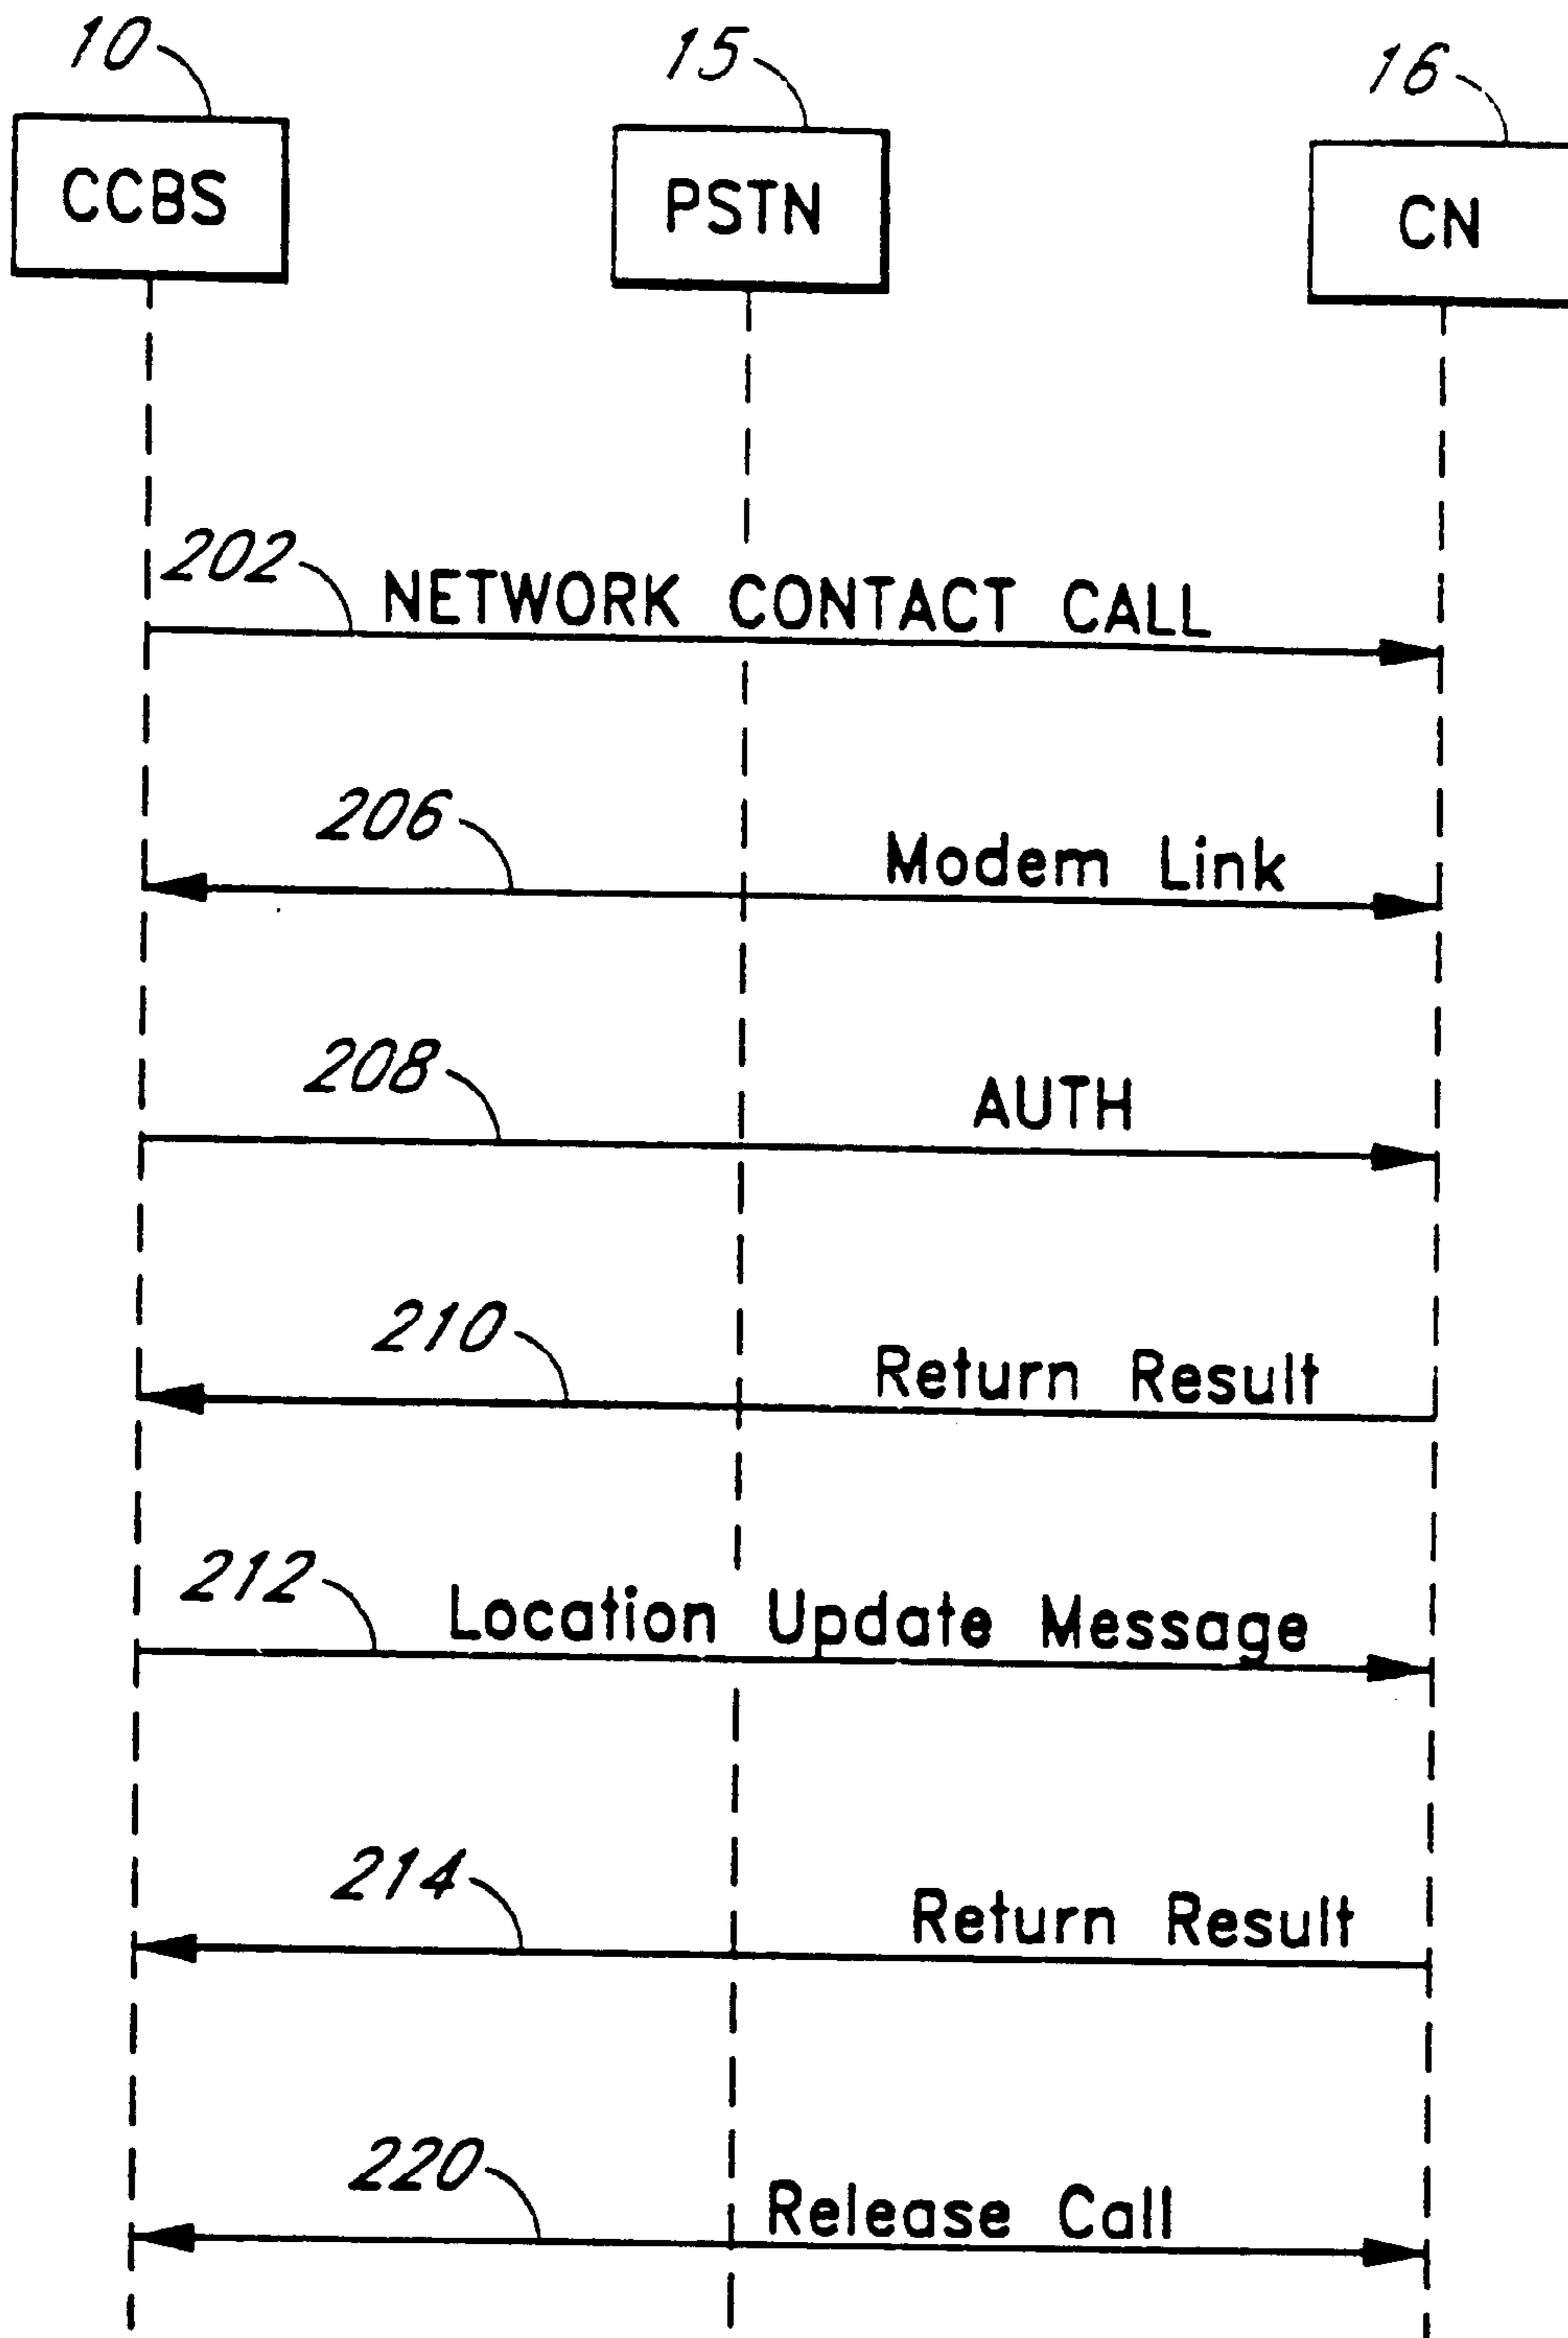 10
15
16
CCBS
PSTN
CN
202
NETWORK CONTACT CALL
206
Modem Link
208
AUTH
210
Return Result
212
Location Update Message
214
Return Result
220
Release Call